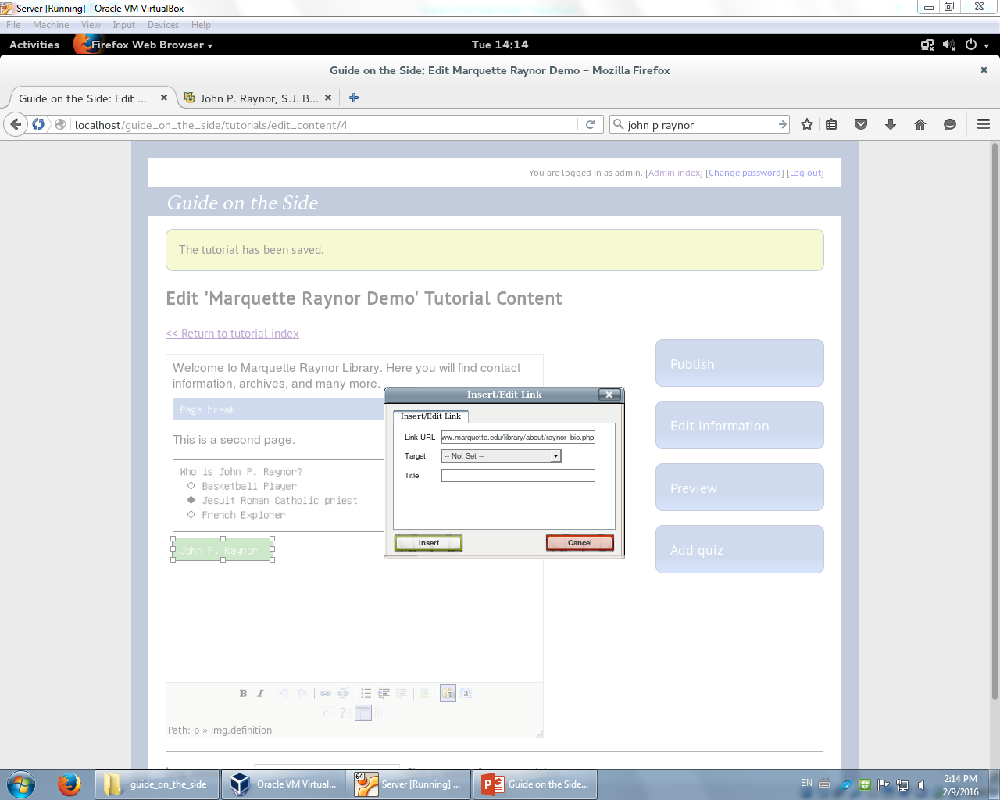 Server [Running] - Oracle VM VirtualBox
File Machine View Input Devices Help
Activities Firefox Web Browser Tue 14:14
Guide on the Side: Edit Marquette Raynor Demo – Mozilla Firefox
Guide on the Side: Edit ... John P. Raynor, S.J. B...
localhost/guide_on_the_side/tutorials/edit_content/4 john p raynor
You are logged in as admin. [Admin index] [Change password] [Log out]
Guide on the Side
The tutorial has been saved.
Edit 'Marquette Raynor Demo' Tutorial Content
<< Return to tutorial index
Welcome to Marquette Raynor Library. Here you will find contact
information, archives, and many more.
Page break
This is a second page.
Who is John P. Raynor?
Basketball Player
Jesuit Roman Catholic priest
French Explorer
John P. Raynor
Insert/Edit Link
Insert/Edit Link
Link URL ww.marquette.edu/library/about/raynor_bio.php
Target -- Not Set --
Title
Insert Cancel
Publish
Edit information
Preview
Add quiz
B I
Path: p » img.definition
guide_on_the_side Oracle VM Virtual... 64 Server [Running] ... Guide on the Side... EN 2:14 PM
2/9/2016